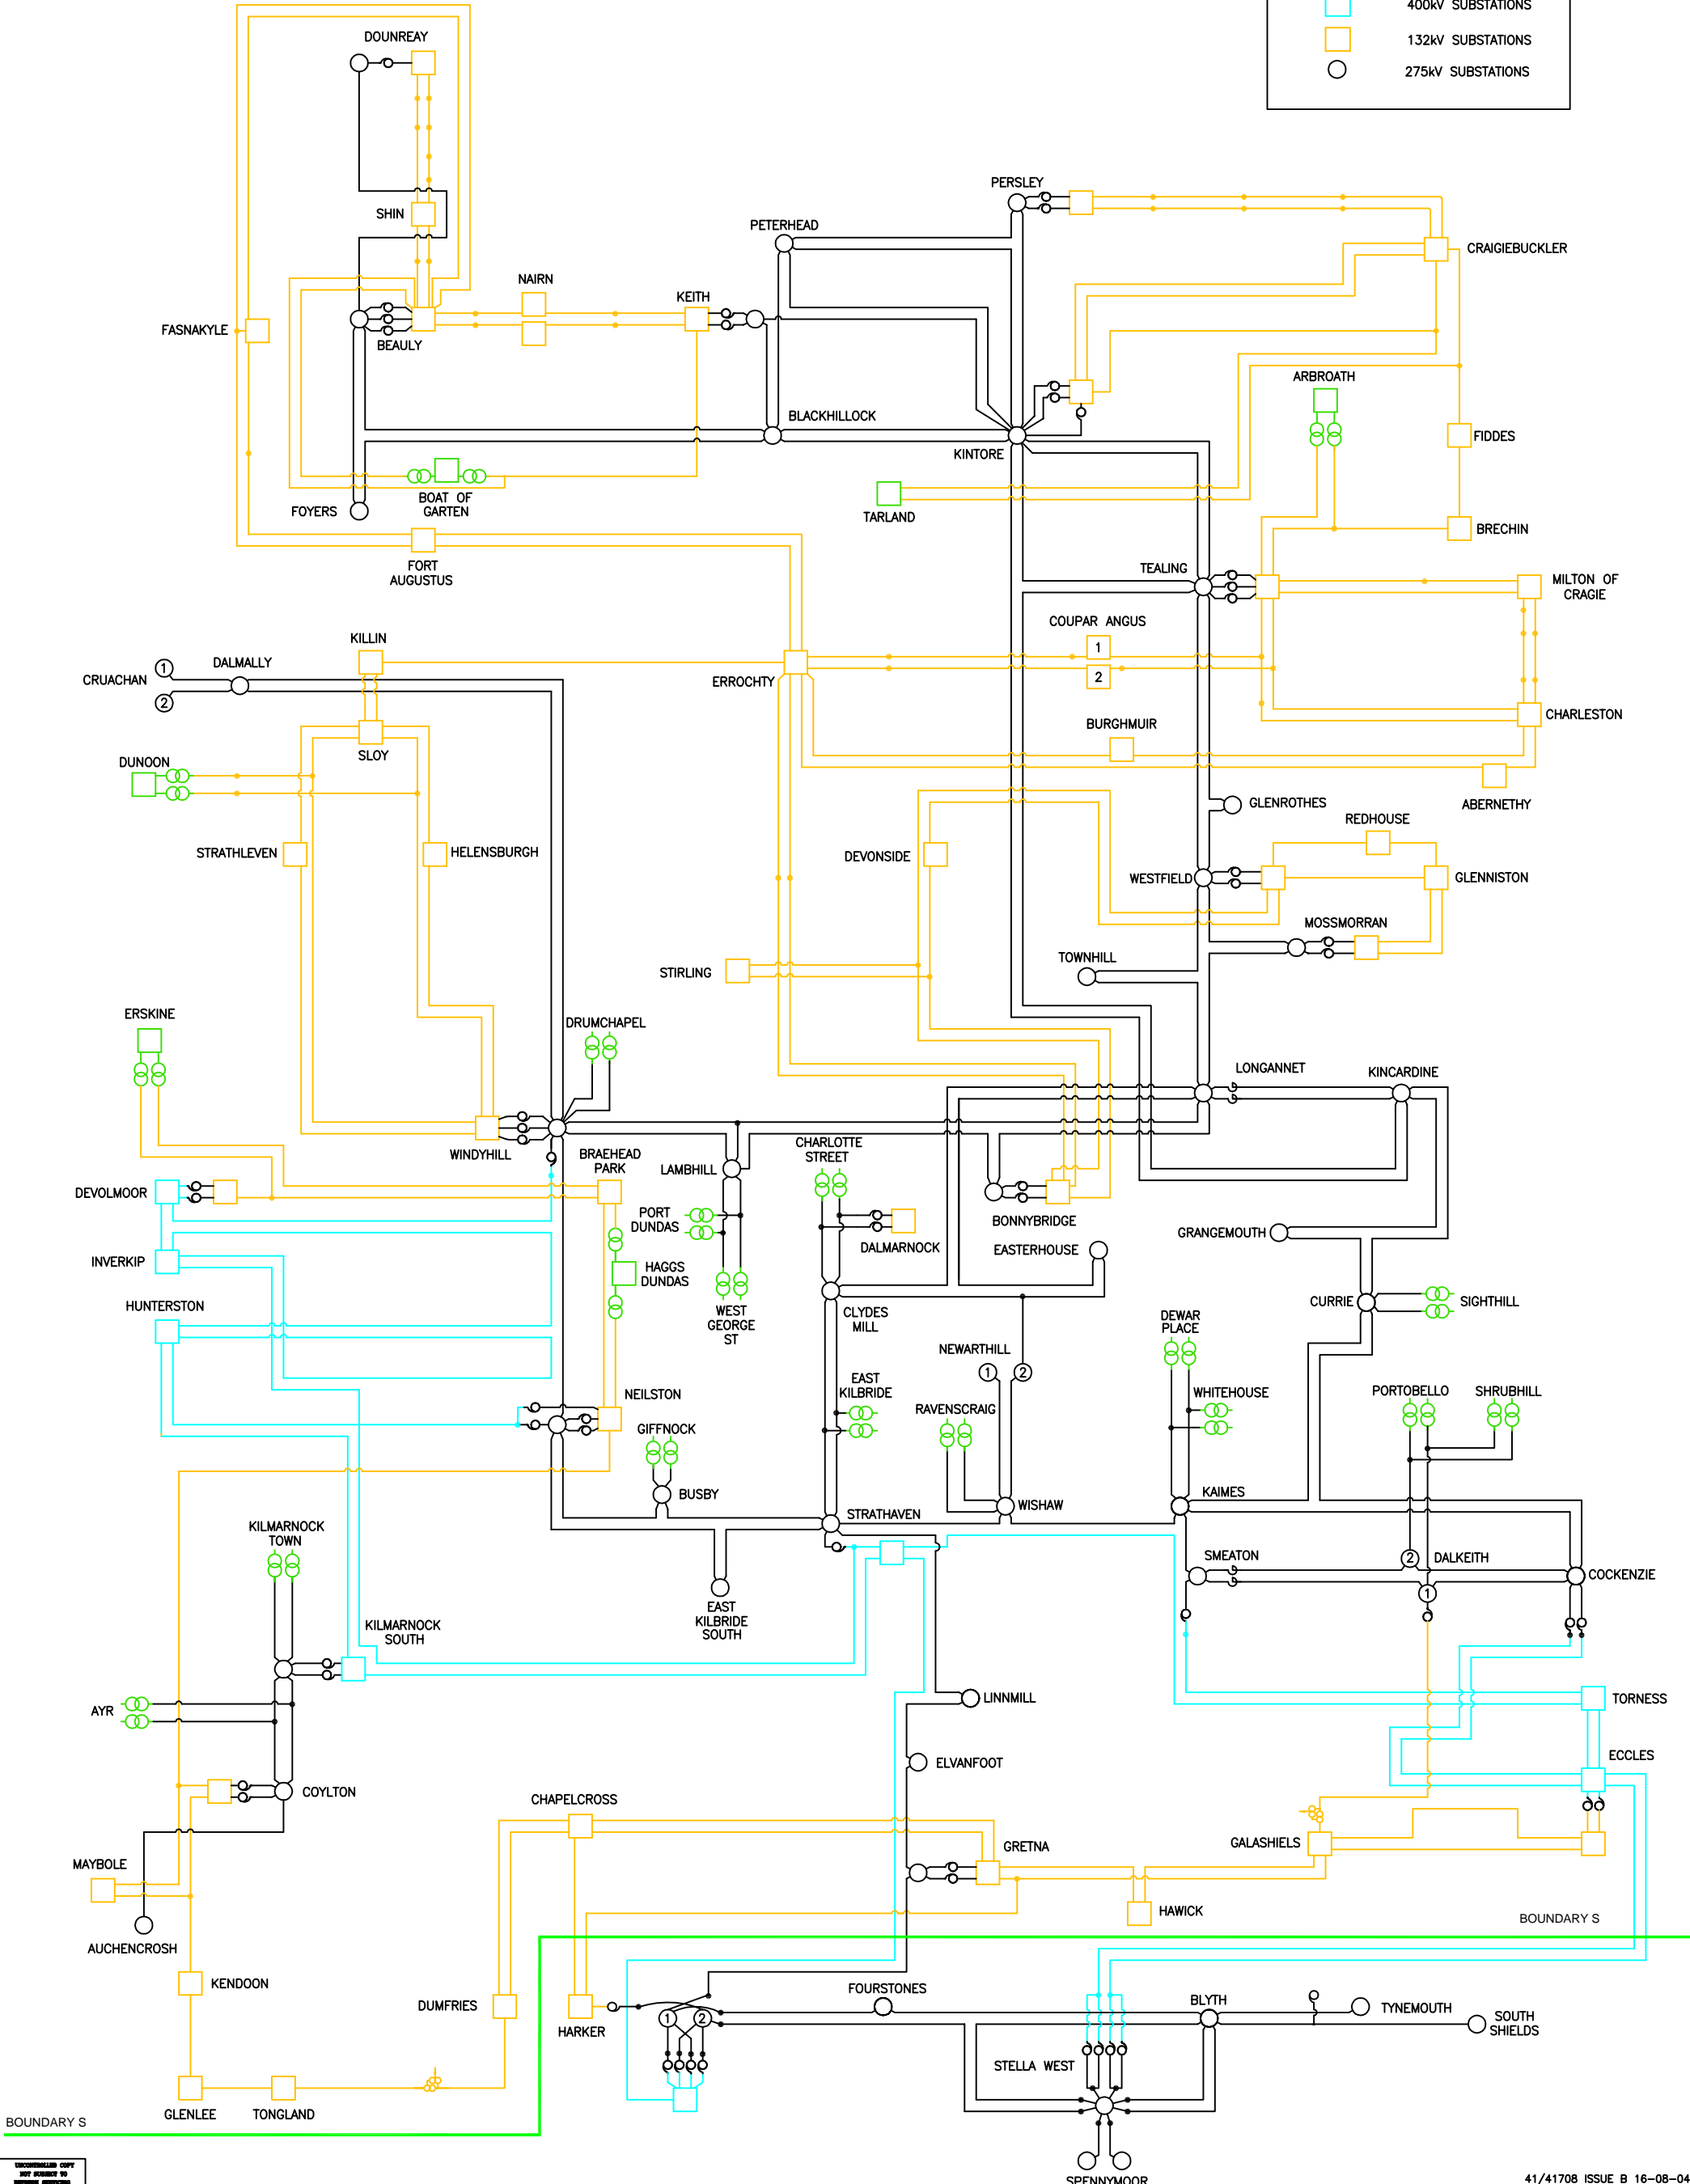 400kV SUBSTATIONS
132kV SUBSTATIONS
275kV SUBSTATIONS
DOUNREAY
SHIN
PERSLEY
PETERHEAD
CRAIGIEBUCKLER
NAIRN
KEITH
FASNAKYLE
BEAULY
ARBROATH
BLACKHILLOCK
FIDDES
KINTORE
BOAT OF
GARTEN
FOYERS
TARLAND
BRECHIN
FORT
AUGUSTUS
TEALING
MILTON OF
CRAGIE
COUPAR ANGUS
1
2
KILLIN
1
DALMALLY
CRUACHAN
2
ERROCHTY
CHARLESTON
BURGHMUIR
SLOY
DUNOON
GLENROTHES
ABERNETHY
REDHOUSE
STRATHLEVEN
HELENSBURGH
DEVONSIDE
WESTFIELD
GLENNISTON
MOSSMORRAN
TOWNHILL
STIRLING
ERSKINE
DRUMCHAPEL
LONGANNET
KINCARDINE
WINDYHILL
BRAEHEAD
PARK
LAMBHILL
CHARLOTTE
STREET
DEVOLMOOR
PORT
DUNDAS
BONNYBRIDGE
DALMARNOCK
EASTERHOUSE
GRANGEMOUTH
INVERKIP
HAGGS
DUNDAS
HUNTERSTON
WEST
GEORGE
ST
CLYDES
MILL
CURRIE
SIGHTHILL
DEWAR
PLACE
NEWARTHILL
1
2
EAST
KILBRIDE
NEILSTON
RAVENSCRAIG
WHITEHOUSE
PORTOBELLO
SHRUBHILL
GIFFNOCK
BUSBY
STRATHAVEN
WISHAW
KAIMES
KILMARNOCK
TOWN
SMEATON
2
DALKEITH
1
COCKENZIE
EAST
KILBRIDE
SOUTH
KILMARNOCK
SOUTH
AYR
LINNMILL
TORNESS
ECCLES
ELVANFOOT
COYLTON
CHAPELCROSS
GRETNA
GALASHIELS
MAYBOLE
HAWICK
BOUNDARY S
AUCHENCROSH
KENDOON
DUMFRIES
HARKER
1
2
FOURSTONES
BLYTH
TYNEMOUTH
SOUTH
SHIELDS
STELLA WEST
GLENLEE
TONGLAND
BOUNDARY S
UNCONTROLLED COPY
NOT SUBJECT TO
SPENNYMOOR
41/41708 ISSUE B 16-08-04